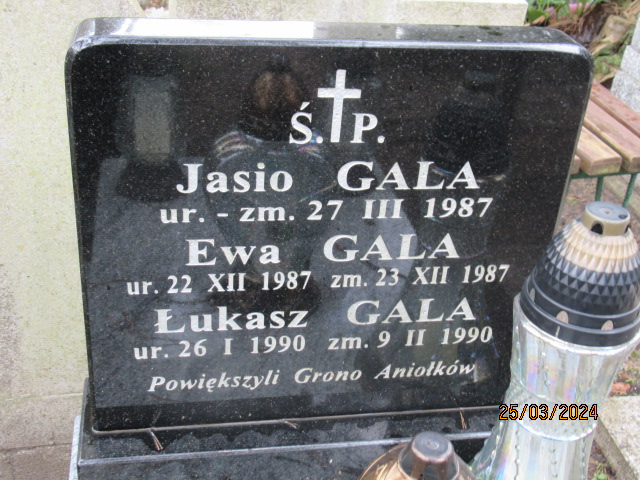 Ś.P.
Jasio GALA
ur. - zm. 27 III 1987
Ewa GALA
ur. 22 XII 1987 zm. 23 XII 1987
Łukasz GALA
ur. 26 I 1990 zm. 9 II 1990
Powiększyli Grono Aniołków
25/03/2024